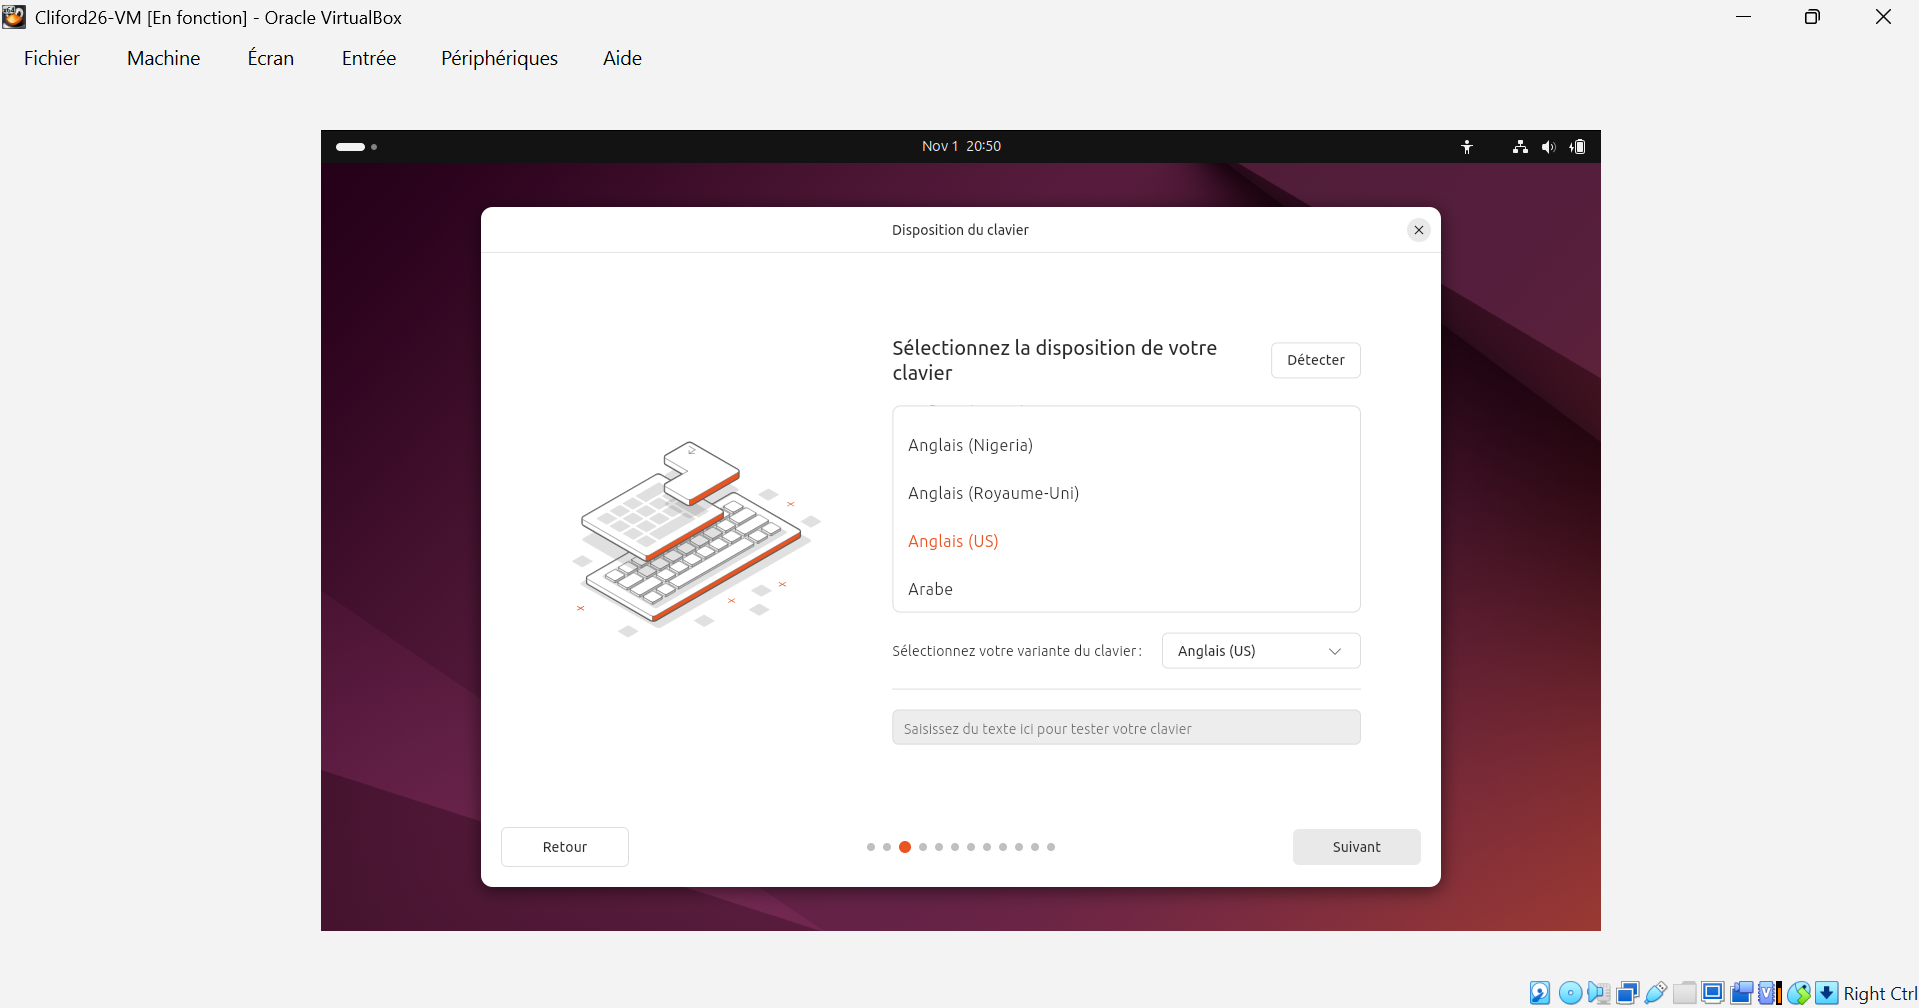 Cliford26-VM [En fonction] - Oracle VirtualBox
Fichier Machine Écran Entrée Périphériques Aide
Nov 1 20:50
Disposition du clavier
Sélectionnez la disposition de votre
clavier
Détecter
Anglais (Nigeria)
Anglais (Royaume-Uni)
Anglais (US)
Arabe
Sélectionnez votre variante du clavier :
Anglais (US)
Saisissez du texte ici pour tester votre clavier
Retour
Suivant
Right Ctrl